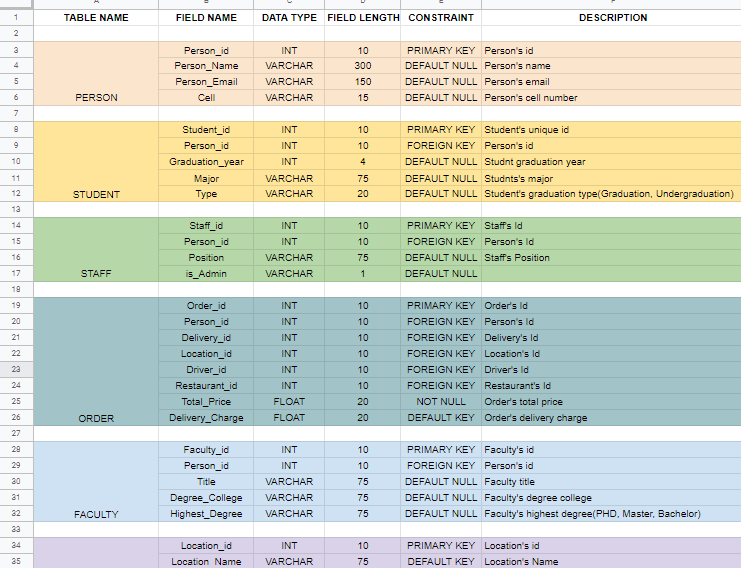 A B C D E F
1 TABLE NAME FIELD NAME DATA TYPE FIELD LENGTH CONSTRAINT DESCRIPTION
2
3 Person_id INT 10 PRIMARY KEY Person's id
4 Person_Name VARCHAR 300 DEFAULT NULL Person's name
5 Person_Email VARCHAR 150 DEFAULT NULL Person's email
6 PERSON Cell VARCHAR 15 DEFAULT NULL Person's cell number
7
8 Student_id INT 10 PRIMARY KEY Student's unique id
9 Person_id INT 10 FOREIGN KEY Person's id
10 Graduation_year INT 4 DEFAULT NULL Studnt graduation year
11 Major VARCHAR 75 DEFAULT NULL Studnts's major
12 STUDENT Type VARCHAR 20 DEFAULT NULL Student's graduation type(Graduation, Undergraduation)
13
14 Staff_id INT 10 PRIMARY KEY Staff's Id
15 Person_id INT 10 FOREIGN KEY Person's Id
16 Position VARCHAR 75 DEFAULT NULL Staff's Position
17 STAFF is_Admin VARCHAR 1 DEFAULT NULL
18
19 Order_id INT 10 PRIMARY KEY Order's Id
20 Person_id INT 10 FOREIGN KEY Person's Id
21 Delivery_id INT 10 FOREIGN KEY Delivery's Id
22 Location_id INT 10 FOREIGN KEY Location's Id
23 Driver_id INT 10 FOREIGN KEY Driver's Id
24 Restaurant_id INT 10 FOREIGN KEY Restaurant's Id
25 Total_Price FLOAT 20 NOT NULL Order's total price
26 ORDER Delivery_Charge FLOAT 20 DEFAULT KEY Order's delivery charge
27
28 Faculty_id INT 10 PRIMARY KEY Faculty's id
29 Person_id INT 10 FOREIGN KEY Person's id
30 Title VARCHAR 75 DEFAULT NULL Faculty title
31 Degree_College VARCHAR 75 DEFAULT NULL Faculty's degree college
32 FACULTY Highest_Degree VARCHAR 75 DEFAULT NULL Faculty's highest degree(PHD, Master, Bachelor)
33
34 Location_id INT 10 PRIMARY KEY Location's id
35 Location_Name VARCHAR 75 DEFAULT KEY Location's Name